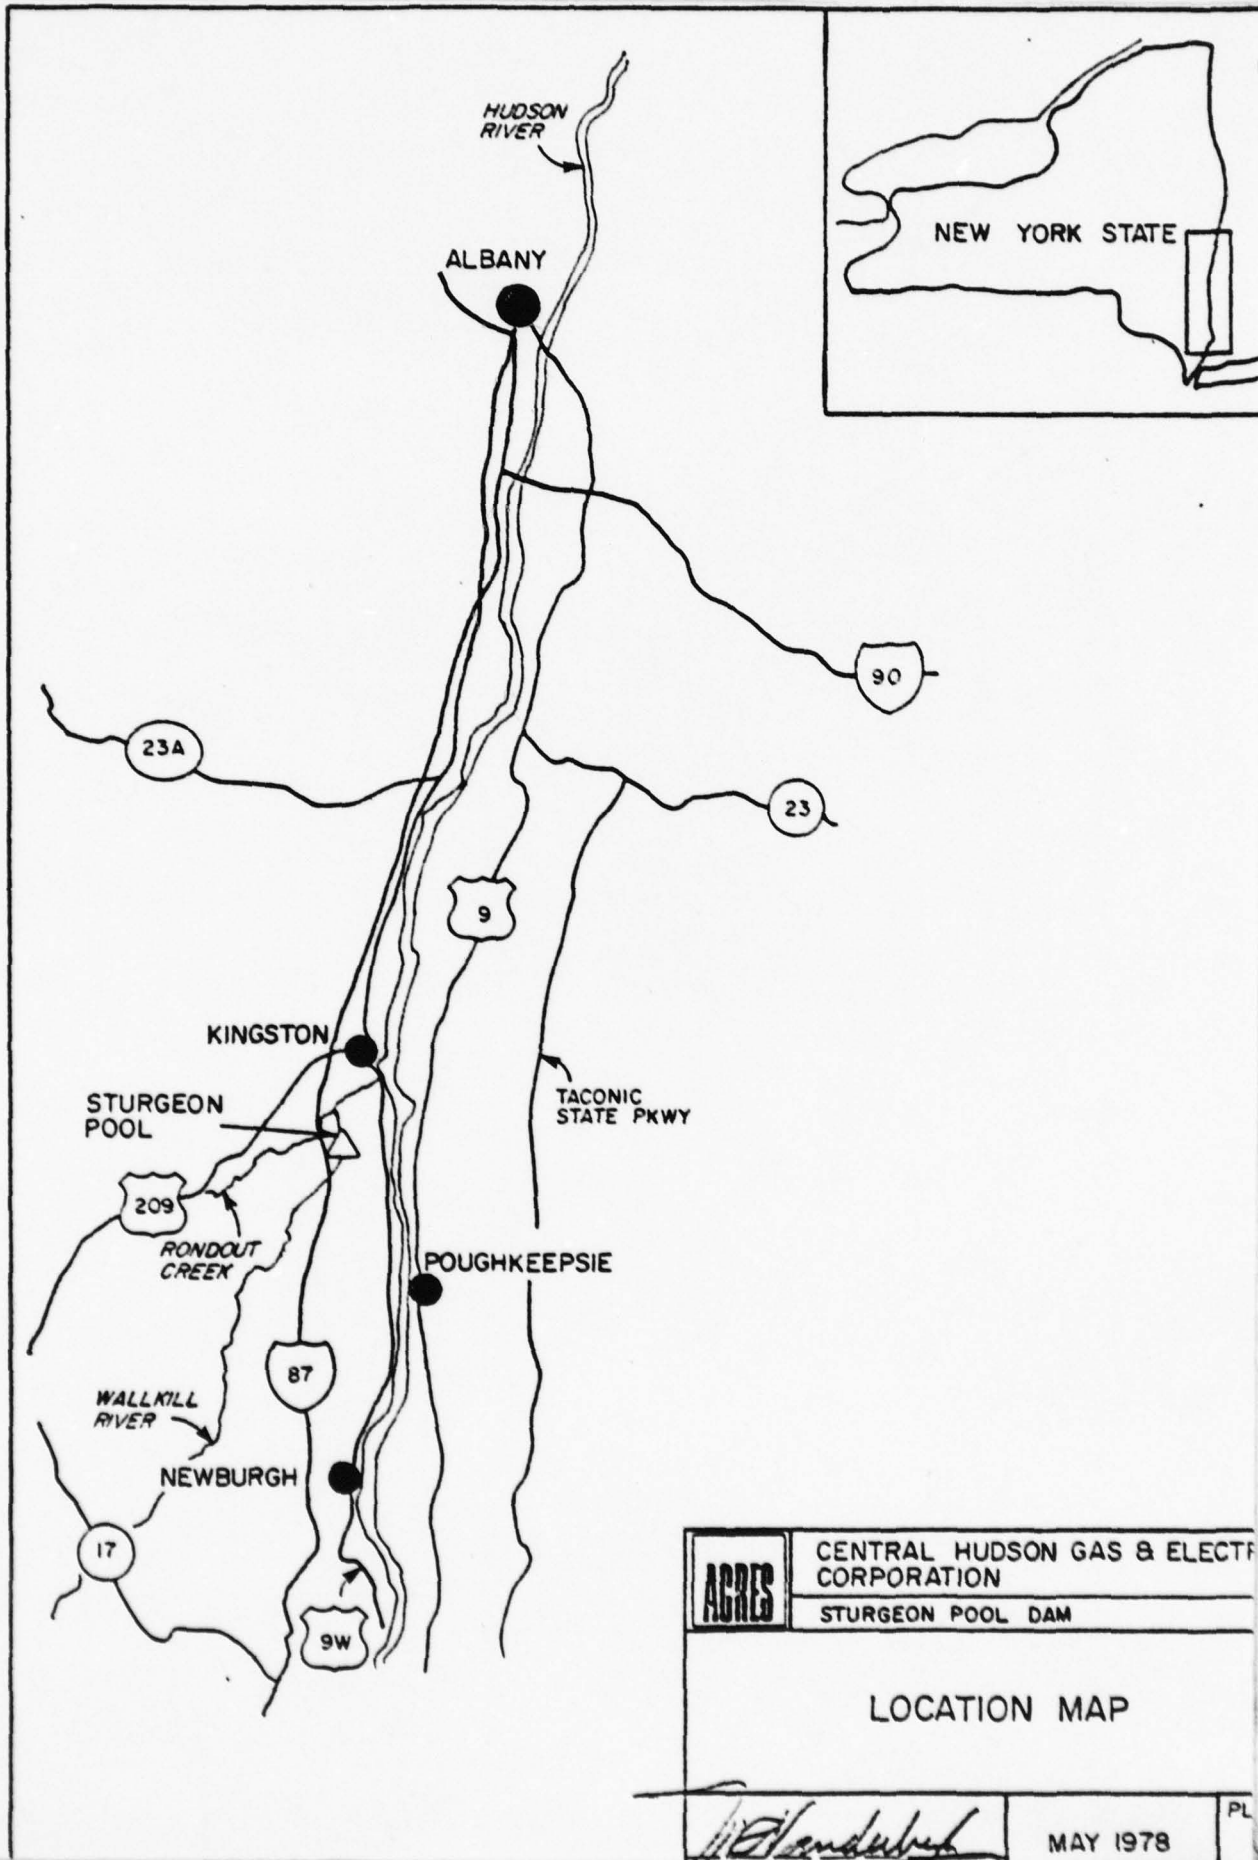 HUDSON
RIVER
NEW YORK STATE
ALBANY
90
23A
23
9
KINGSTON
STURGEON
POOL
TACONIC
STATE PKWY
209
RONDOUT
CREEK
POUGHKEEPSIE
87
WALLKILL
RIVER
NEWBURGH
17
9W
AGRES
CENTRAL HUDSON GAS & ELECTR
CORPORATION
STURGEON POOL DAM
LOCATION MAP
MAY 1978
PL